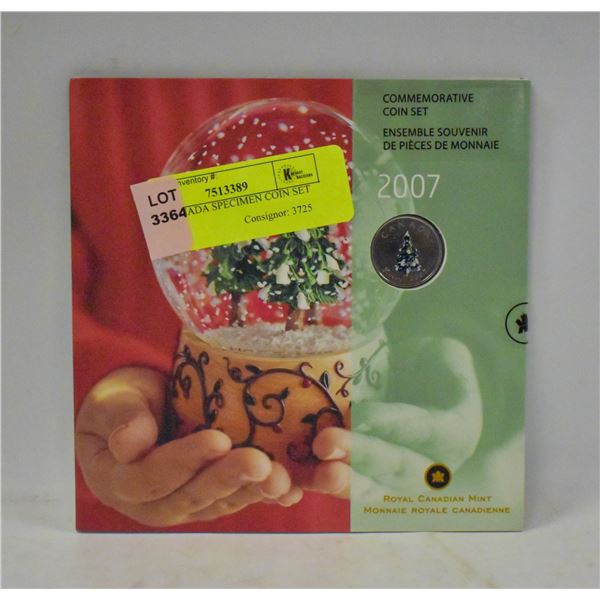 COMMEMORATIVE
COIN SET
ENSEMBLE SOUVENIR
DE PIÈCES DE MONNAIE
2007
CANADA
LOT
3364
nventory #:
7513389
ADA SPECIMEN COIN SET
Consignor: 3725
ROYAL CANADIAN MINT
MONNAIE ROYALE CANADIENNE